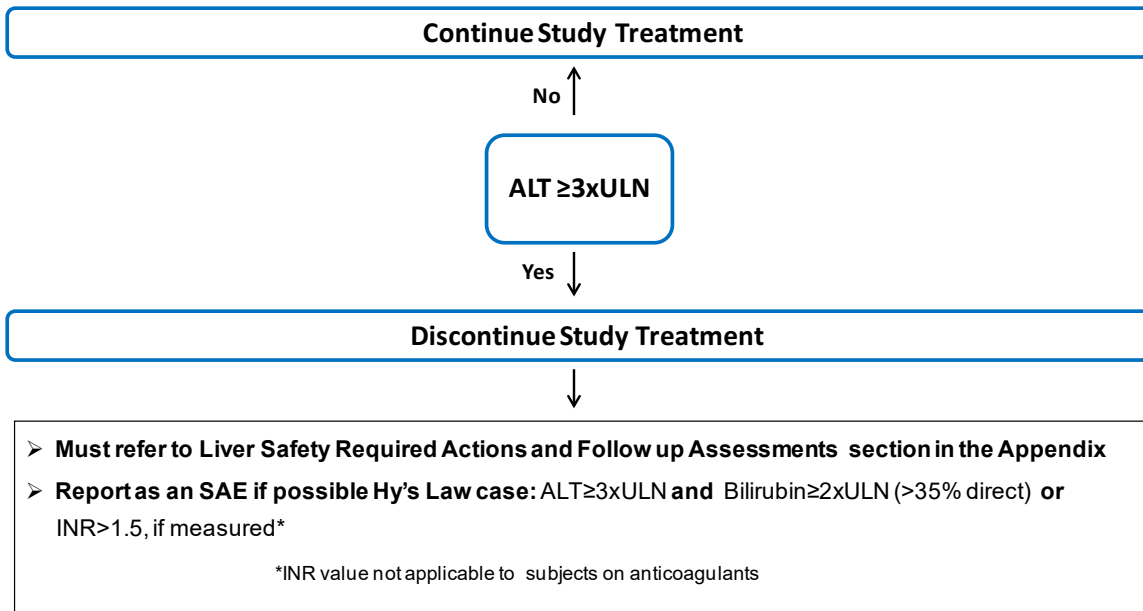 Continue Study Treatment
No
ALT ≥3xULN
Yes
Discontinue Study Treatment
➢ Must refer to Liver Safety Required Actions and Follow up Assessments section in the Appendix
➢ Report as an SAE if possible Hy's Law case: ALT≥3xULN and Bilirubin≥2xULN (>35% direct) or
INR>1.5, if measured*
*INR value not applicable to subjects on anticoagulants